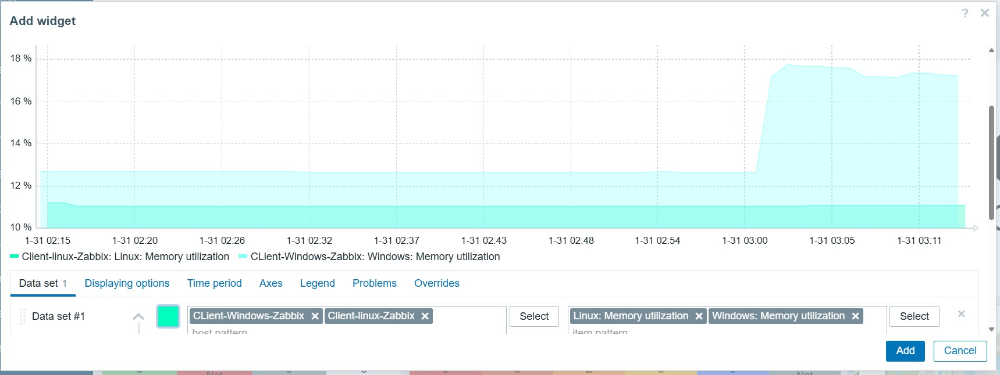 Add widget
?
18 %
16 %
14 %
12 %
10 %
1-31 02:15 1-31 02:20 1-31 02:26 1-31 02:32 1-31 02:37 1-31 02:43 1-31 02:48 1-31 02:54 1-31 03:00 1-31 03:05 1-31 03:11
Client-linux-Zabbix: Linux: Memory utilization CLient-Windows-Zabbix: Windows: Memory utilization
Data set 1 Displaying options Time period Axes Legend Problems Overrides
Data set #1 CLient-Windows-Zabbix Client-linux-Zabbix Select Linux: Memory utilization Windows: Memory utilization Select
host pattern item pattern
Add Cancel